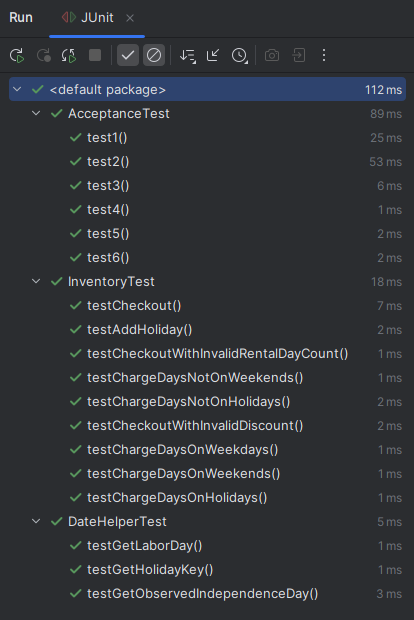 Run JUnit
<default package> 112 ms
AcceptanceTest 89 ms
test1() 25 ms
test2() 53 ms
test3() 6 ms
test4() 1 ms
test5() 2 ms
test6() 2 ms
InventoryTest 18 ms
testCheckout() 7 ms
testAddHoliday() 2 ms
testCheckoutWithInvalidRentalDayCount() 1 ms
testChargeDaysNotOnWeekends() 1 ms
testChargeDaysNotOnHolidays() 2 ms
testCheckoutWithInvalidDiscount() 2 ms
testChargeDaysOnWeekdays() 1 ms
testChargeDaysOnWeekends() 1 ms
testChargeDaysOnHolidays() 1 ms
DateHelperTest 5 ms
testGetLaborDay() 1 ms
testGetHolidayKey() 1 ms
testGetObservedIndependenceDay() 3 ms